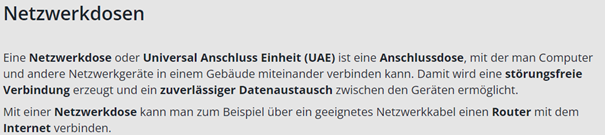 Netzwerkdosen
Eine Netzwerkdose oder Universal Anschluss Einheit (UAE) ist eine Anschlussdose, mit der man Computer
und andere Netzwerkgeräte in einem Gebäude miteinander verbinden kann. Damit wird eine störungsfreie
Verbindung erzeugt und ein zuverlässiger Datenaustausch zwischen den Geräten ermöglicht.
Mit einer Netzwerkdose kann man zum Beispiel über ein geeignetes Netzwerkkabel einen Router mit dem
Internet verbinden.